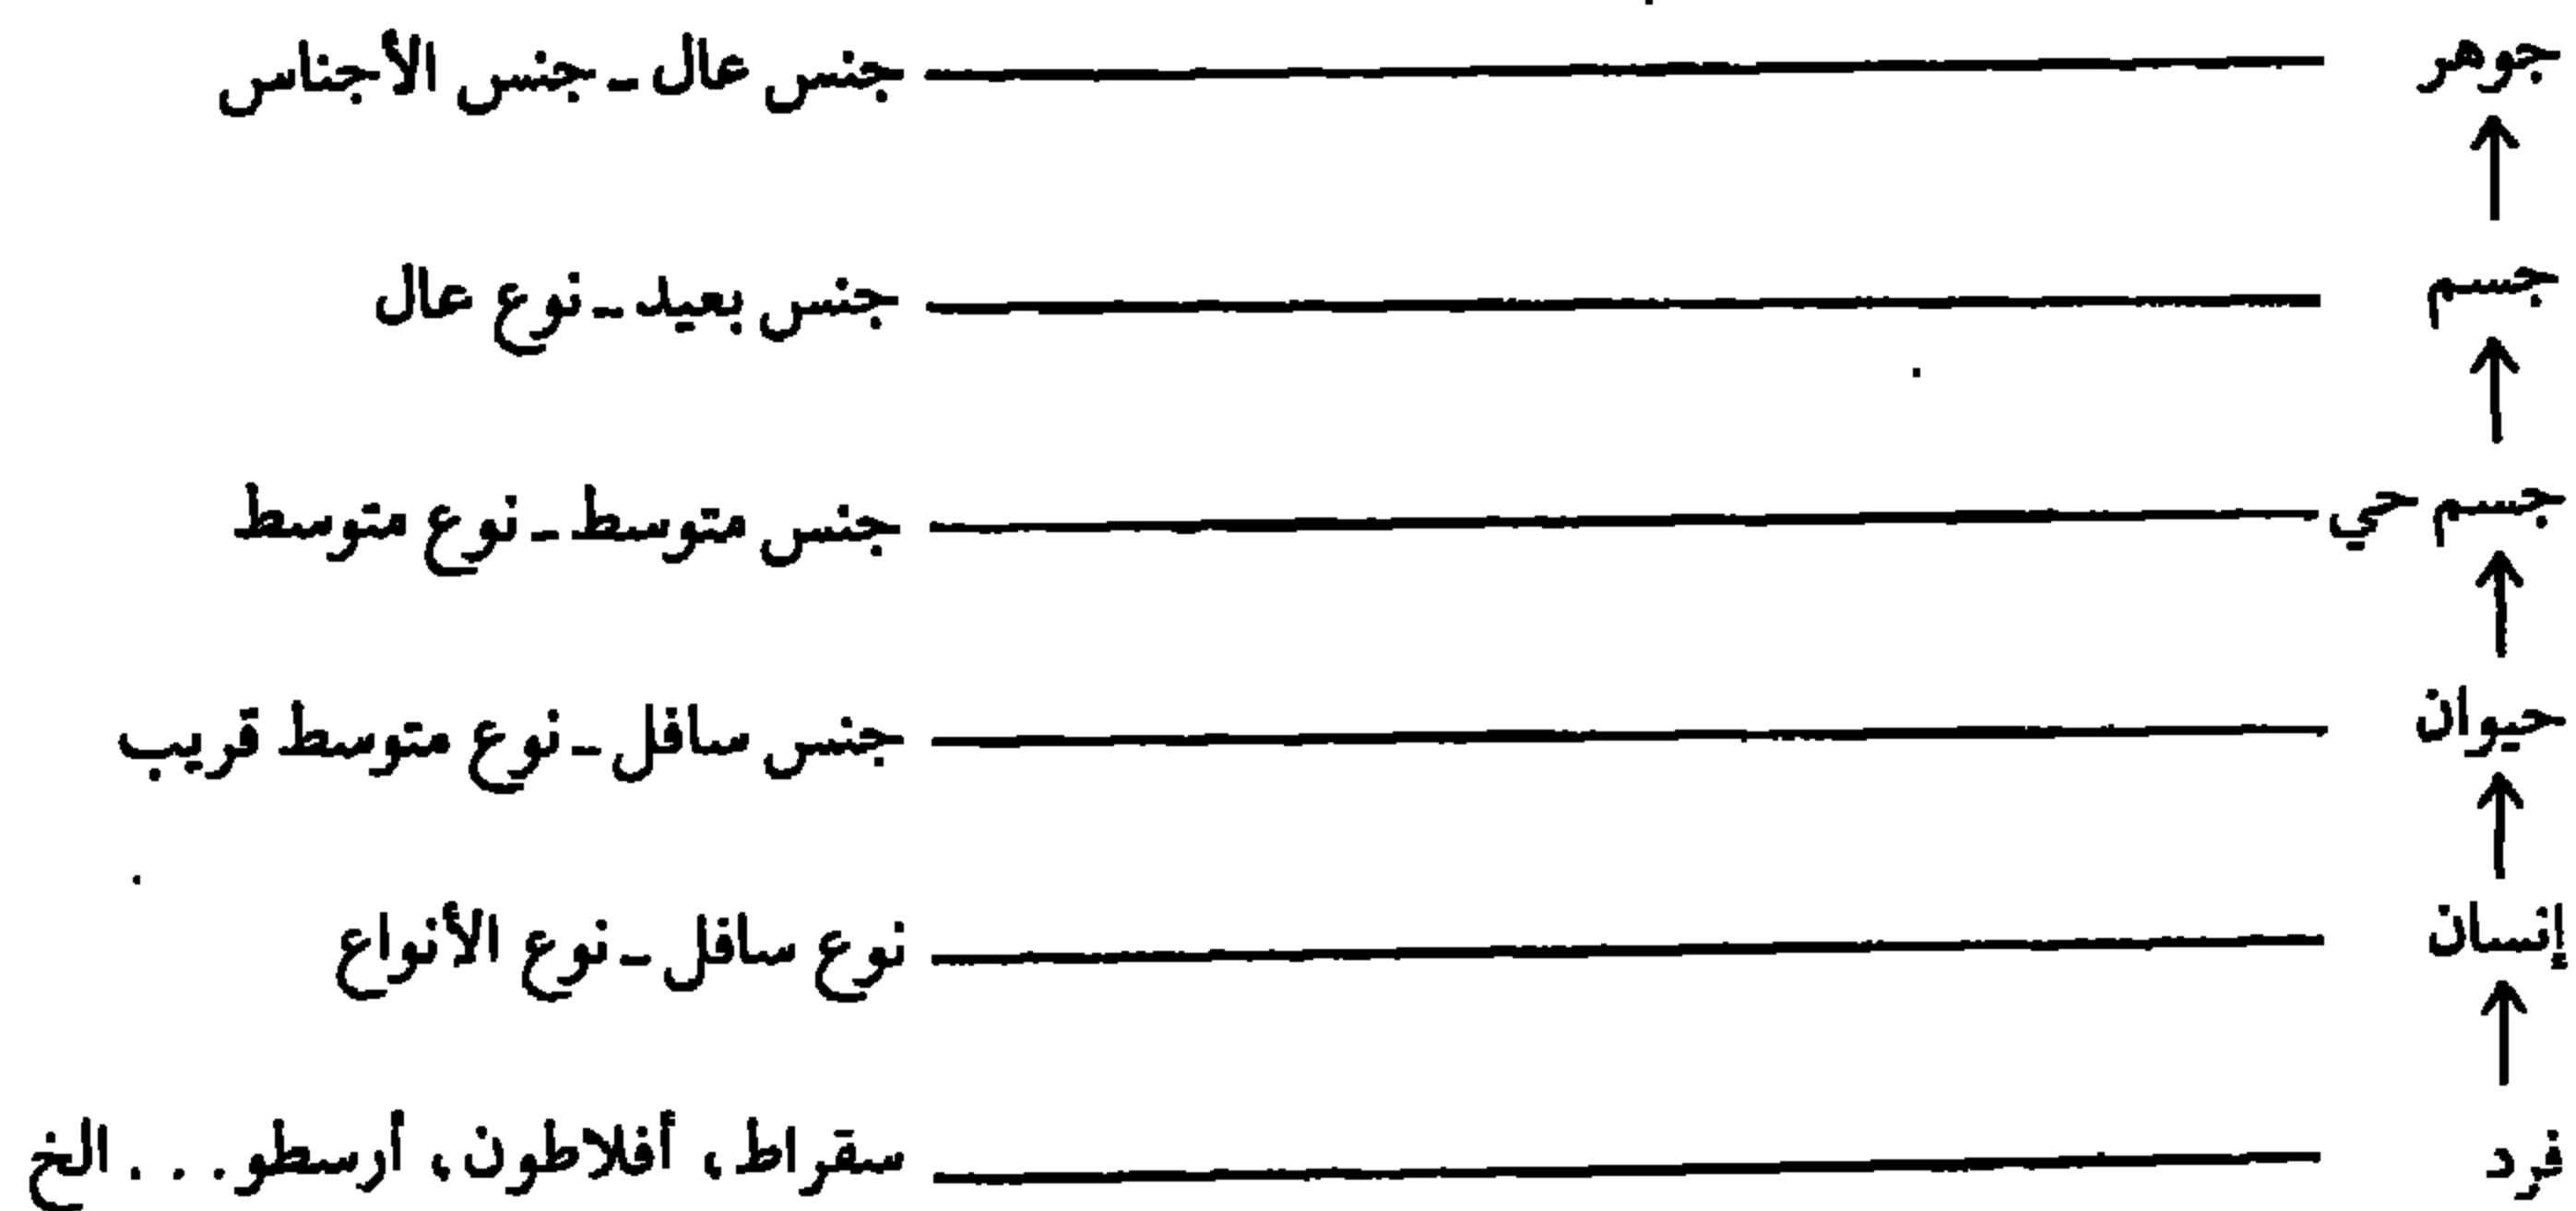 جوهر جنس عال - جنس الأجناس
جسم جنس بعيد - نوع عال
جسم حي جنس متوسط - نوع متوسط
حيوان جنس سافل - نوع متوسط قريب
إنسان نوع سافل - نوع الأنواع
فرد سقراط، أفلاطون، أرسطو . . . الخ